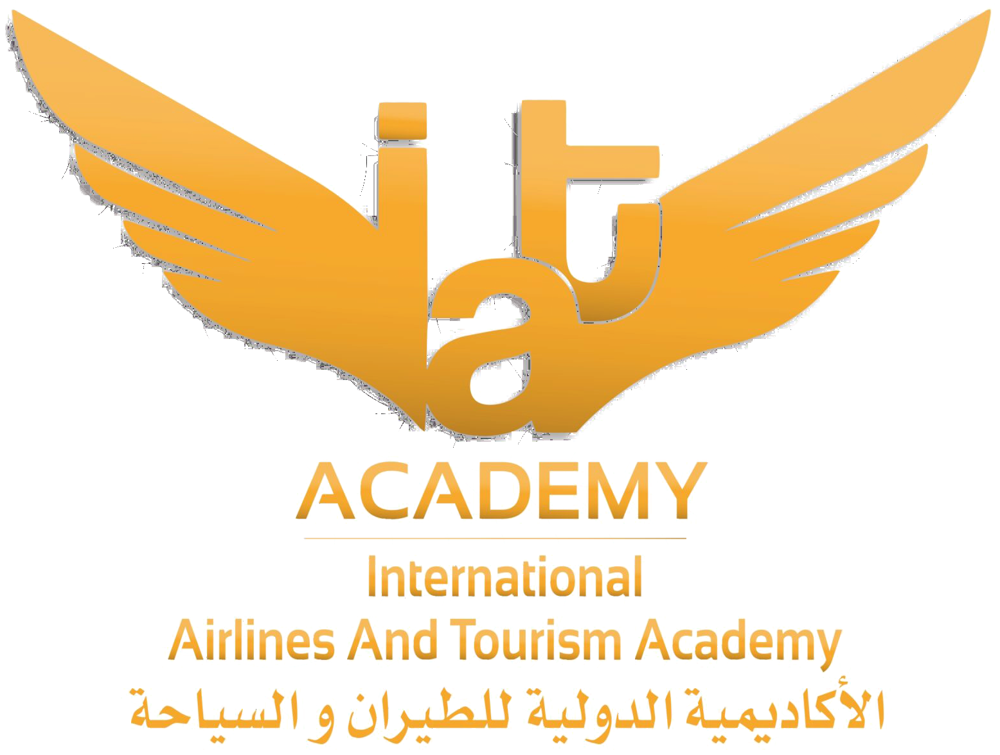 iat
ACADEMY
International
Airlines And Tourism Academy
الأكاديمية الدولية للطيران و السياحة